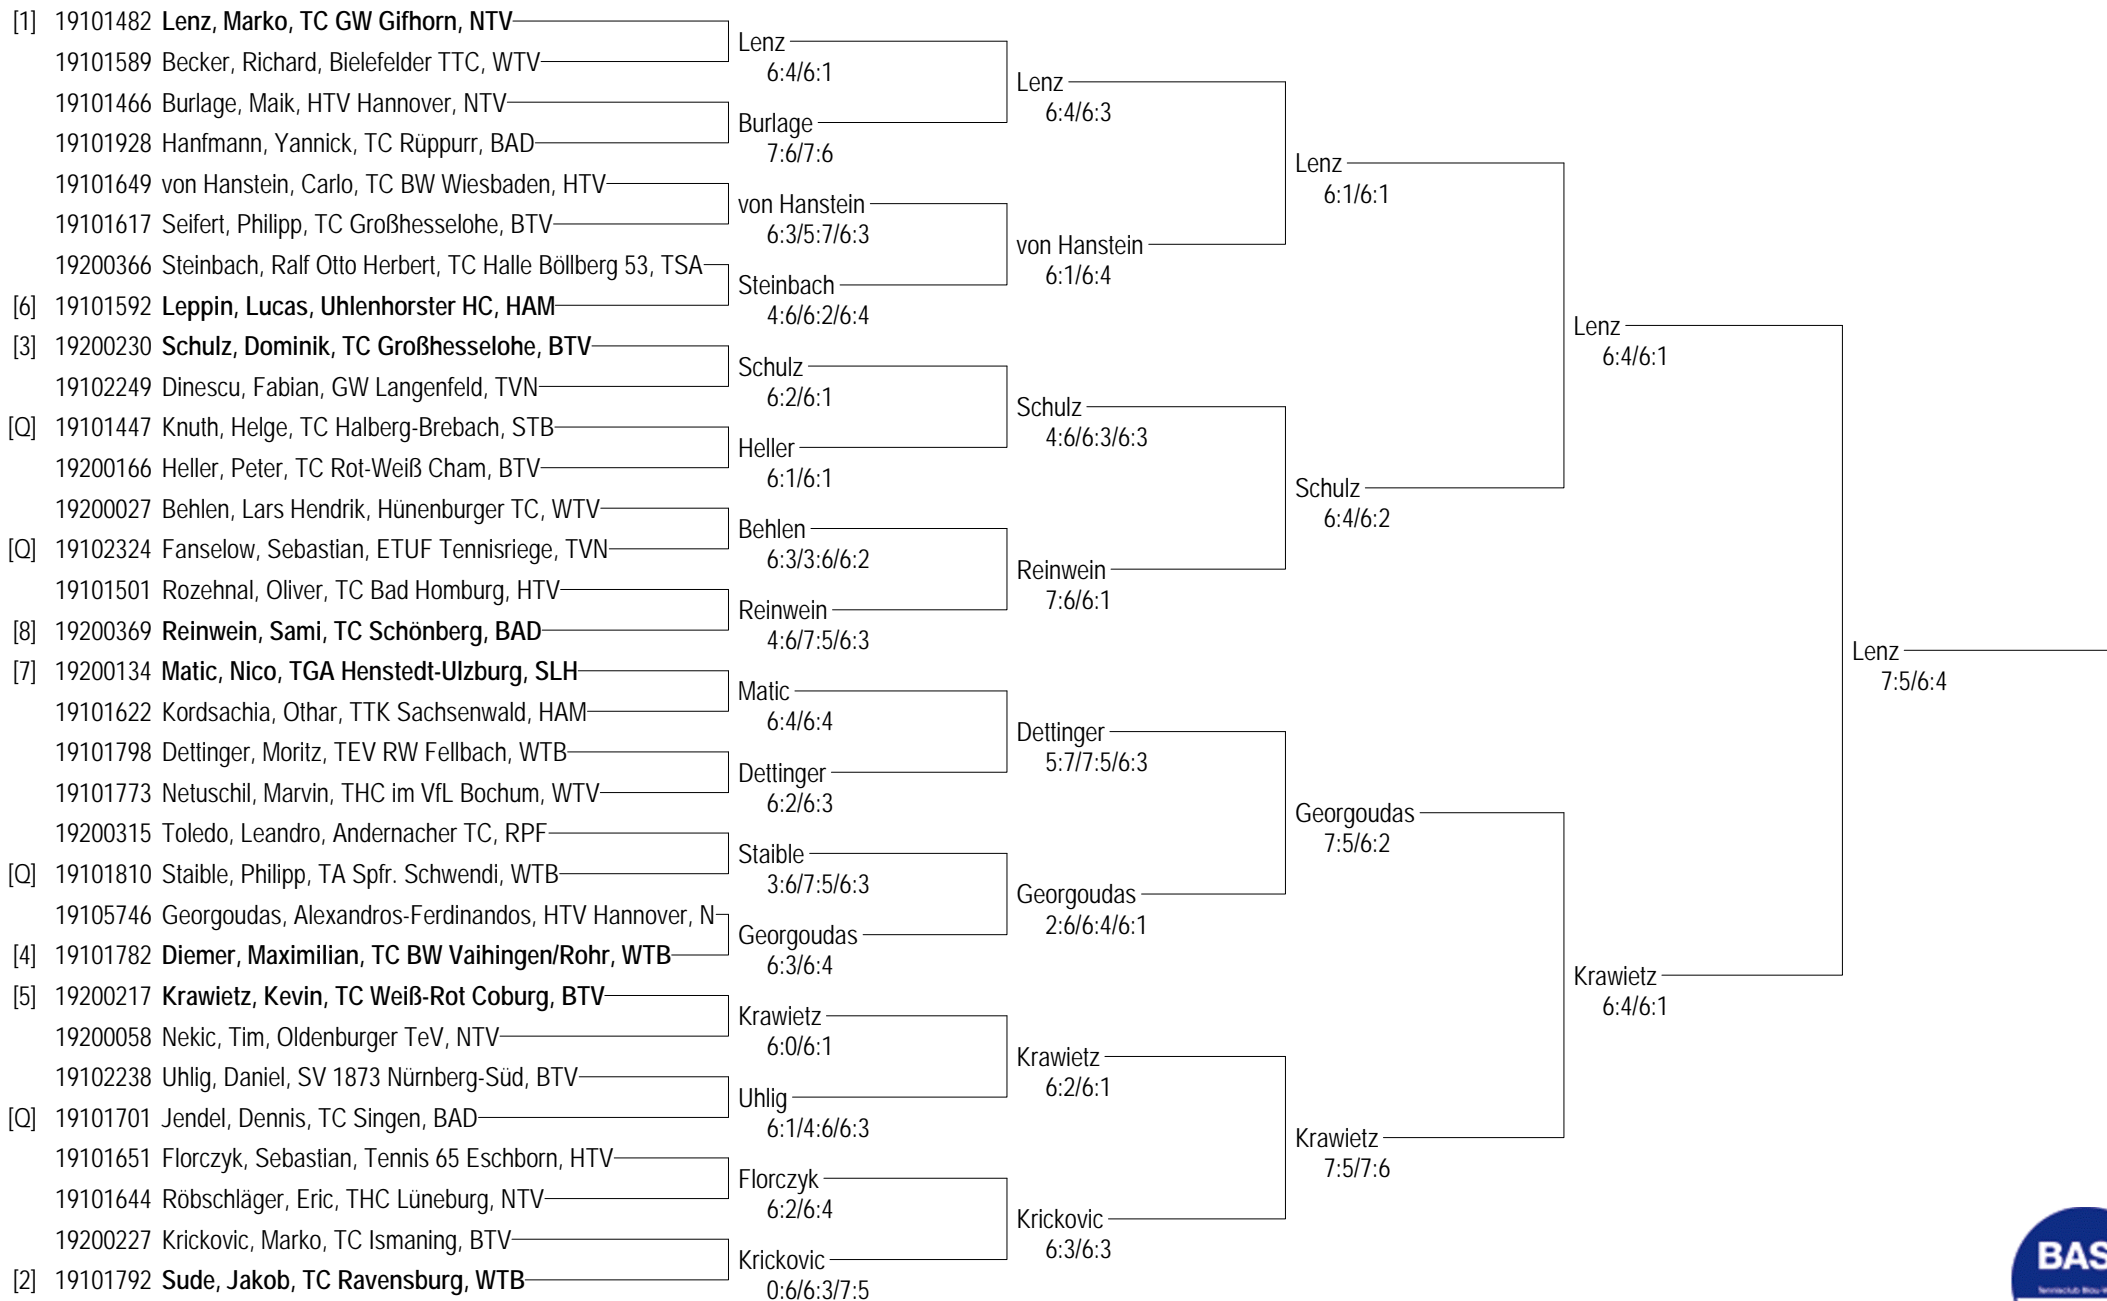 [1] 19101482 Lenz, Marko, TC GW Gifhorn, NTV
19101589 Becker, Richard, Bielefelder TTC, WTV
19101466 Burlage, Maik, HTV Hannover, NTV
19101928 Hanfmann, Yannick, TC Rüppurr, BAD
19101649 von Hanstein, Carlo, TC BW Wiesbaden, HTV
19101617 Seifert, Philipp, TC Großhesselohe, BTV
19200366 Steinbach, Ralf Otto Herbert, TC Halle Böllberg 53, TSA
[6] 19101592 Leppin, Lucas, Uhlenhorster HC, HAM
[3] 19200230 Schulz, Dominik, TC Großhesselohe, BTV
19102249 Dinescu, Fabian, GW Langenfeld, TVN
[Q] 19101447 Knuth, Helge, TC Halberg-Brebach, STB
19200166 Heller, Peter, TC Rot-Weiß Cham, BTV
19200027 Behlen, Lars Hendrik, Hünenburger TC, WTV
[Q] 19102324 Fanselow, Sebastian, ETUF Tennisriege, TVN
19101501 Rozehnal, Oliver, TC Bad Homburg, HTV
[8] 19200369 Reinwein, Sami, TC Schönberg, BAD
[7] 19200134 Matic, Nico, TGA Henstedt-Ulzburg, SLH
19101622 Kordsachia, Othar, TTK Sachsenwald, HAM
19101798 Dettinger, Moritz, TEV RW Fellbach, WTB
19101773 Netuschil, Marvin, THC im VfL Bochum, WTV
19200315 Toledo, Leandro, Andernacher TC, RPF
[Q] 19101810 Staible, Philipp, TA Spfr. Schwendi, WTB
19105746 Georgoudas, Alexandros-Ferdinandos, HTV Hannover, N
[4] 19101782 Diemer, Maximilian, TC BW Vaihingen/Rohr, WTB
[5] 19200217 Krawietz, Kevin, TC Weiß-Rot Coburg, BTV
19200058 Nekic, Tim, Oldenburger TeV, NTV
19102238 Uhlig, Daniel, SV 1873 Nürnberg-Süd, BTV
[Q] 19101701 Jendel, Dennis, TC Singen, BAD
19101651 Florczyk, Sebastian, Tennis 65 Eschborn, HTV
19101644 Röbschläger, Eric, THC Lüneburg, NTV
19200227 Krickovic, Marko, TC Ismaning, BTV
[2] 19101792 Sude, Jakob, TC Ravensburg, WTB
Lenz
6:4/6:1
Burlage
7:6/7:6
von Hanstein
6:3/5:7/6:3
Steinbach
4:6/6:2/6:4
Schulz
6:2/6:1
Heller
6:1/6:1
Behlen
6:3/3:6/6:2
Reinwein
4:6/7:5/6:3
Matic
6:4/6:4
Dettinger
6:2/6:3
Staible
3:6/7:5/6:3
Georgoudas
6:3/6:4
Krawietz
6:0/6:1
Uhlig
6:1/4:6/6:3
Florczyk
6:2/6:4
Krickovic
0:6/6:3/7:5
Lenz
6:4/6:3
von Hanstein
6:1/6:4
Schulz
4:6/6:3/6:3
Reinwein
7:6/6:1
Dettinger
5:7/7:5/6:3
Georgoudas
2:6/6:4/6:1
Krawietz
6:2/6:1
Krickovic
6:3/6:3
Lenz
6:1/6:1
Schulz
6:4/6:2
Georgoudas
7:5/6:2
Krawietz
7:5/7:6
Lenz
6:4/6:1
Krawietz
6:4/6:1
Lenz
7:5/6:4
BAS